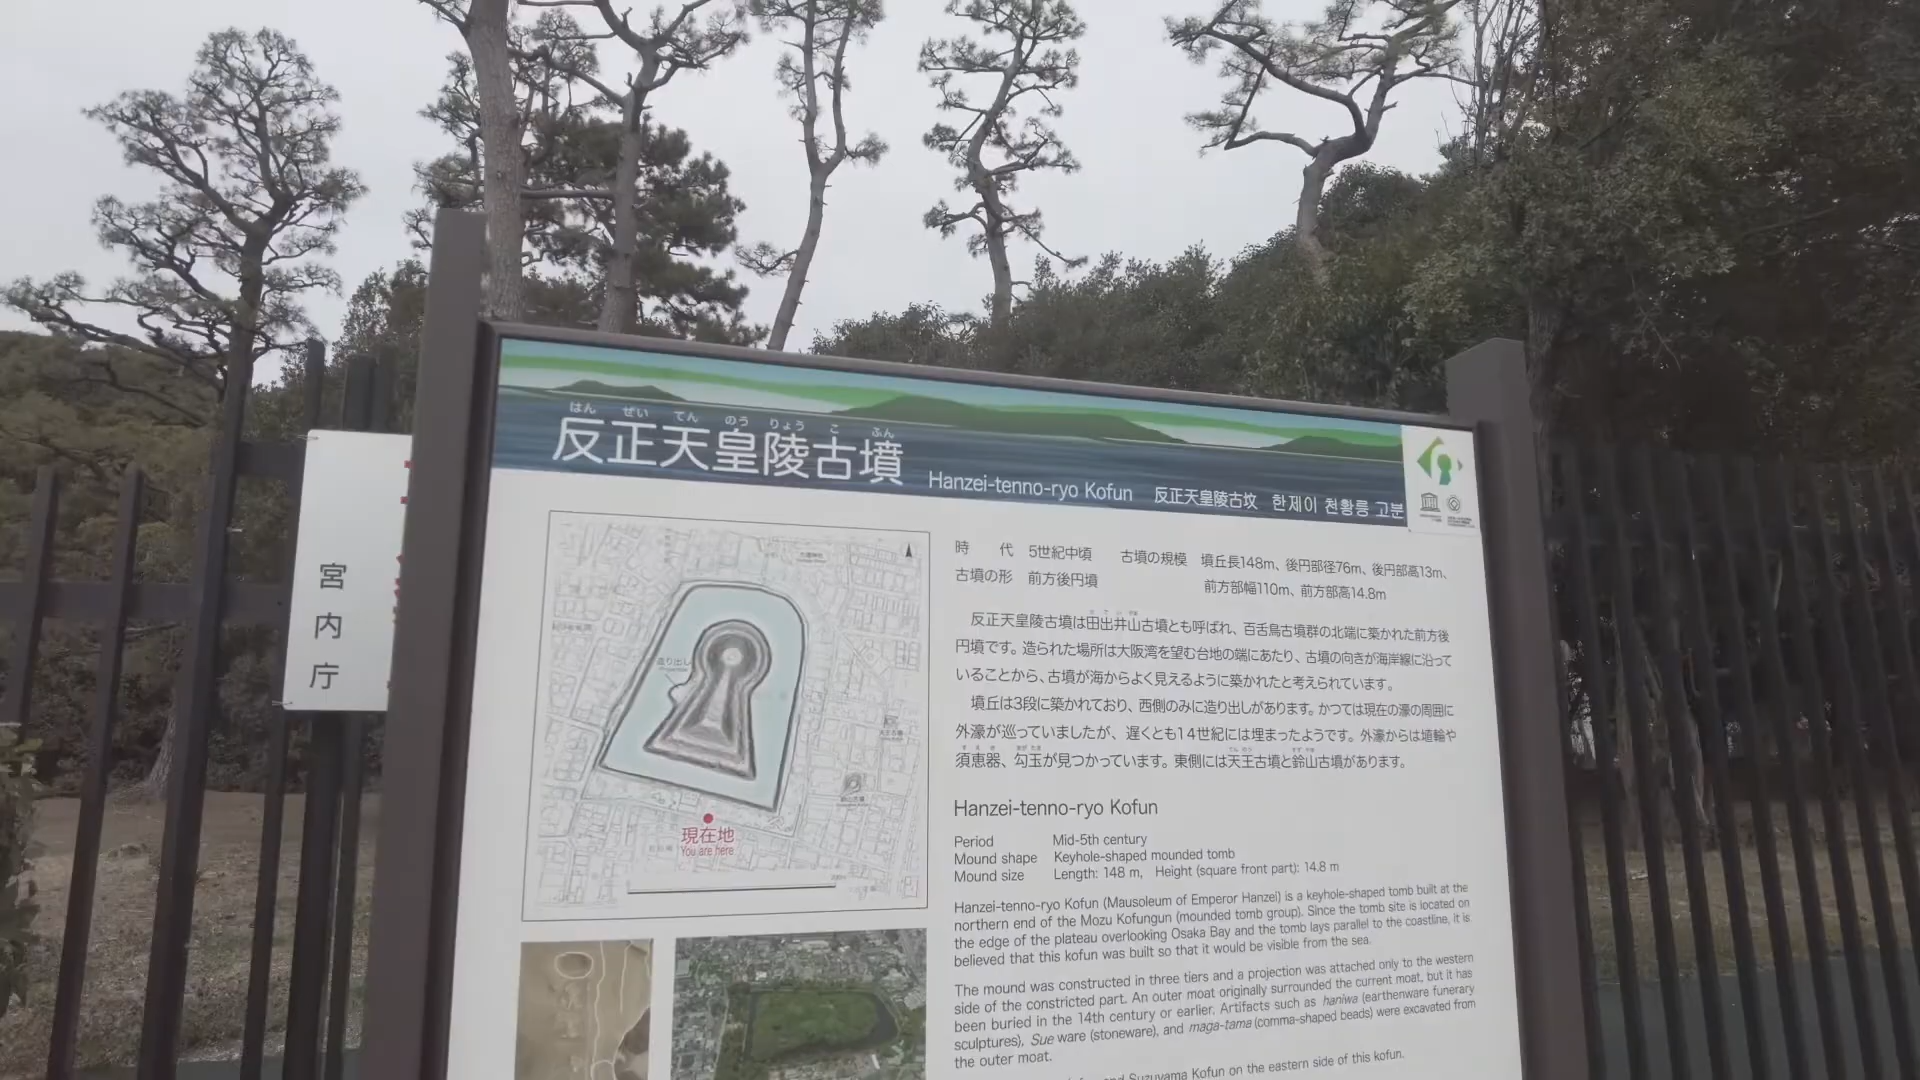 はん ぜい てん のう りょう こ ふん
反正天皇陵古墳 Hanzei-tenno-ryo Kofun 反正天皇陵古坟 한제이 천황릉 고분
宮内庁
造り出し
現在地
You are here
時 代 5世紀中頃 古墳の規模 墳丘長148m、後円部径76m、後円部高13m、
古墳の形 前方後円墳 前方部幅110m、前方部高14.8m
反正天皇陵古墳は田出井山古墳とも呼ばれ、百舌鳥古墳群の北端に築かれた前方後
円墳です。造られた場所は大阪湾を望む台地の端にあたり、古墳の向きが海岸線に沿って
いることから、古墳が海からよく見えるように築かれたと考えられています。
墳丘は3段に築かれており、西側のみに造り出しがあります。かつては現在の濠の周囲に
外濠が巡っていましたが、遅くとも14世紀には埋まったようです。外濠からは埴輪や
須恵器、勾玉が見つかっています。東側には天王古墳と鈴山古墳があります。
Hanzei-tenno-ryo Kofun
Period Mid-5th century
Mound shape Keyhole-shaped mounded tomb
Mound size Length: 148 m, Height (square front part): 14.8 m
Hanzei-tenno-ryo Kofun (Mausoleum of Emperor Hanzei) is a keyhole-shaped tomb built at the
northern end of the Mozu Kofungun (mounded tomb group). Since the tomb site is located on
the edge of the plateau overlooking Osaka Bay and the tomb lays parallel to the coastline, it is
believed that this kofun was built so that it would be visible from the sea.
The mound was constructed in three tiers and a projection was attached only to the western
side of the constricted part. An outer moat originally surrounded the current moat, but it has
been buried in the 14th century or earlier. Artifacts such as haniwa (earthenware funerary
sculptures), Sue ware (stoneware), and maga-tama (comma-shaped beads) were excavated from
the outer moat.
and Suzuyama Kofun on the eastern side of this kofun.